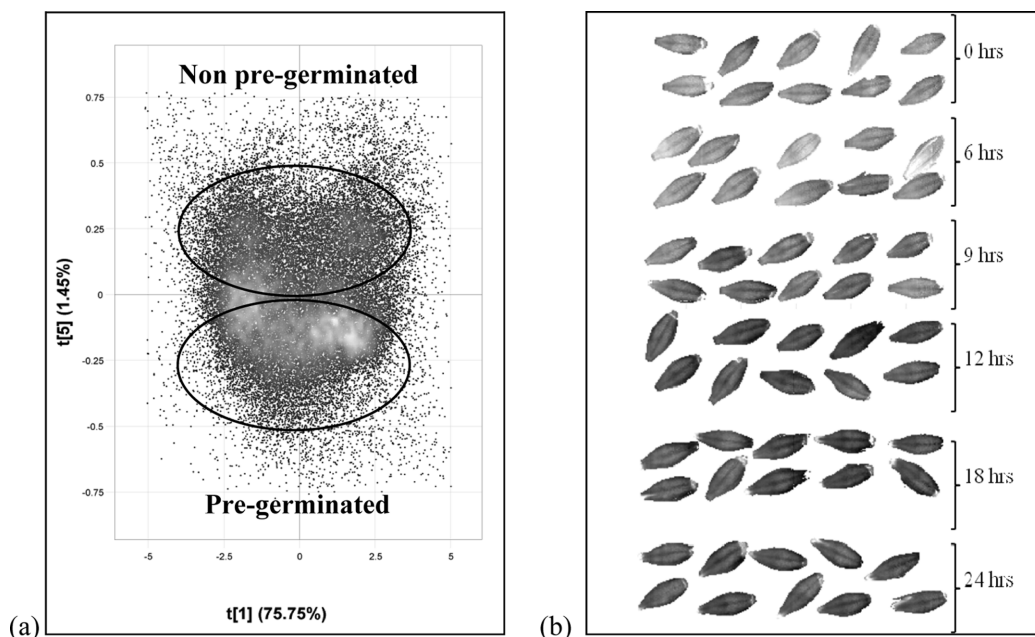 Non pre-germinated
0.75
0.5
0.25
0
-0.25
-0.5
-0.75
t[5] (1.45%)
Pre-germinated
-5
-2.5
0
2.5
5
t[1] (75.75%)
(a)
0 hrs
6 hrs
9 hrs
12 hrs
18 hrs
24 hrs
(b)